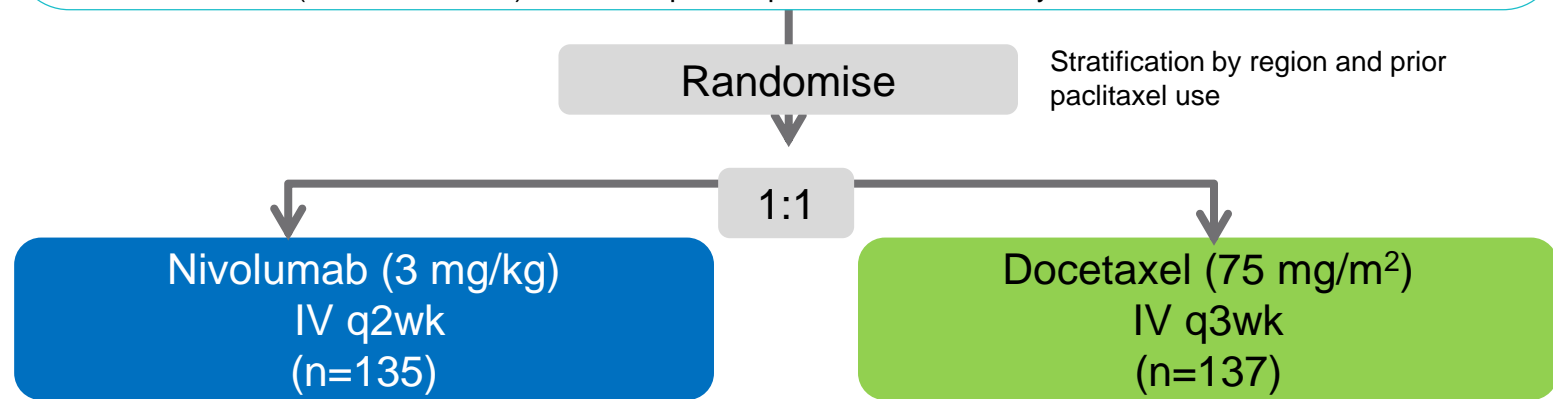 Randomise
Stratification by region and prior
paclitaxel use
1:1
Nivolumab (3 mg/kg)
IV q2wk
(n=135)
Docetaxel (75 mg/m²)
IV q3wk
(n=137)